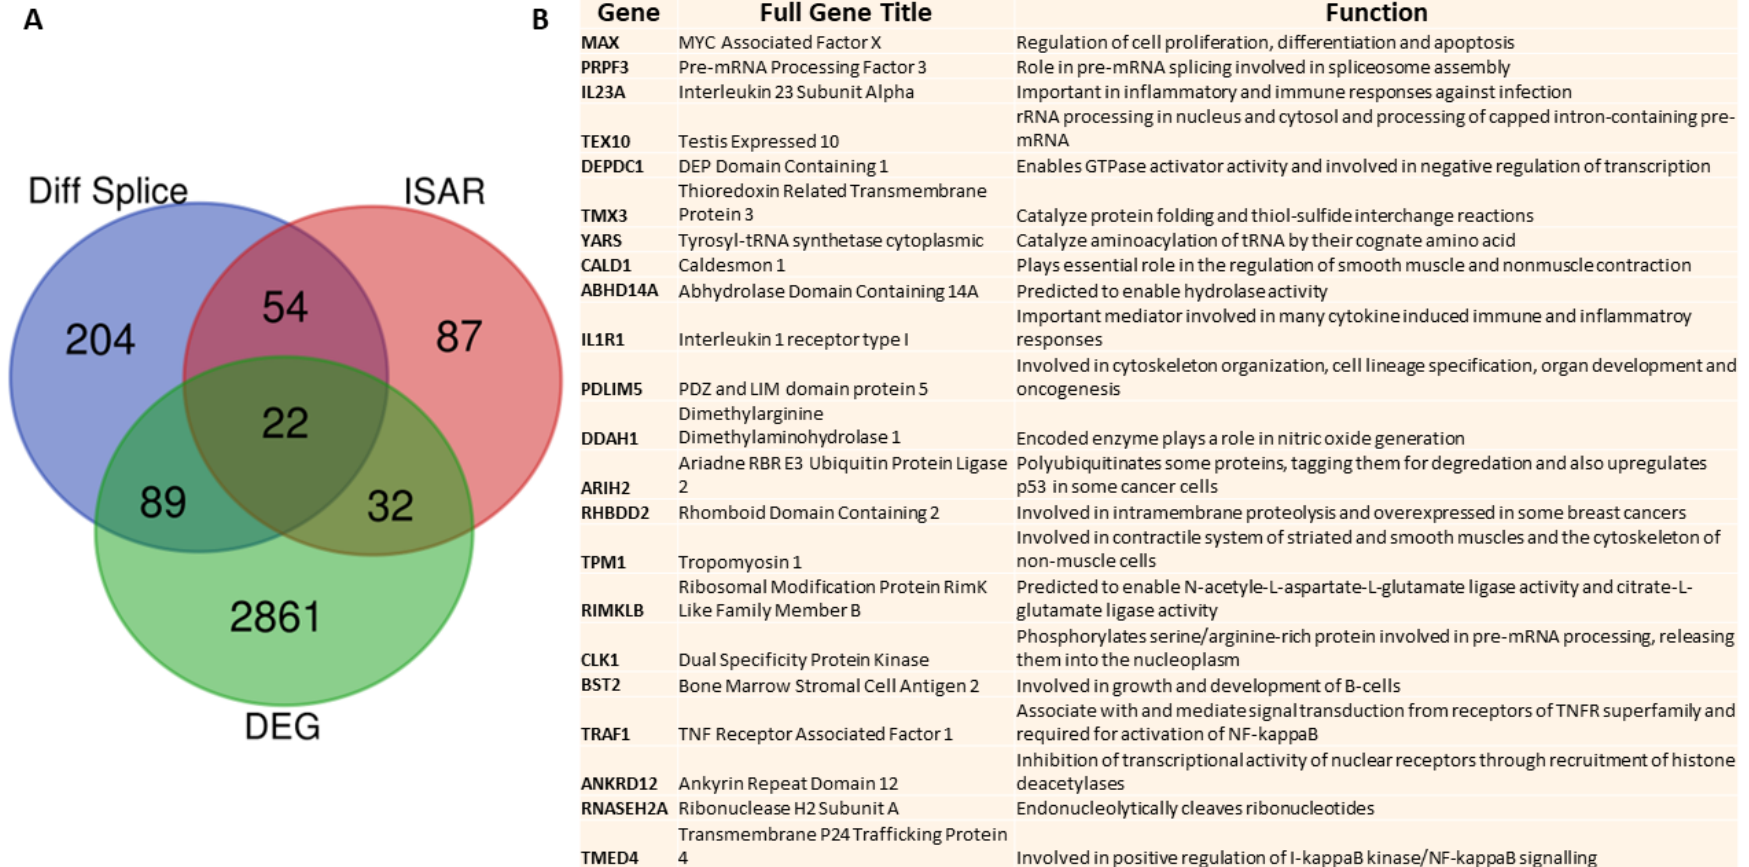 A
B
Diff Splice
ISAR
54
204
87
22
89
32
2861
DEG
Gene Full Gene Title Function
MAX MYC Associated Factor X Regulation of cell proliferation, differentiation and apoptosis
PRPF3 Pre-mRNA Processing Factor 3 Role in pre-mRNA splicing involved in spliceosome assembly
IL23A Interleukin 23 Subunit Alpha Important in inflammatory and immune responses against infection
rRNA processing in nucleus and cytosol and processing of capped intron-containing pre-
TEX10 Testis Expressed 10 mRNA
DEPDC1 DEP Domain Containing 1 Enables GTPase activator activity and involved in negative regulation of transcription
Thioredoxin Related Transmembrane
TMX3 Protein 3 Catalyze protein folding and thiol-sulfide interchange reactions
YARS Tyrosyl-tRNA synthetase cytoplasmic Catalyze aminoacylation of tRNA by their cognate amino acid
CALD1 Caldesmon 1 Plays essential role in the regulation of smooth muscle and nonmuscle contraction
ABHD14A Abhydrolase Domain Containing 14A Predicted to enable hydrolase activity
Important mediator involved in many cytokine induced immune and inflammatroy
IL1R1 Interleukin 1 receptor type I responses
Involved in cytoskeleton organization, cell lineage specification, organ development and
PDLIM5 PDZ and LIM domain protein 5 oncogenesis
Dimethylarginine
DDAH1 Dimethylaminohydrolase 1 Encoded enzyme plays a role in nitric oxide generation
Ariadne RBR E3 Ubiquitin Protein Ligase Polyubiquitinates some proteins, tagging them for degredation and also upregulates
ARIH2 2 p53 in some cancer cells
RHBDD2 Rhomboid Domain Containing 2 Involved in intramembrane proteolysis and overexpressed in some breast cancers
Involved in contractile system of striated and smooth muscles and the cytoskeleton of
TPM1 Tropomyosin 1 non-muscle cells
Ribosomal Modification Protein RimK Predicted to enable N-acetyle-L-aspartate-L-glutamate ligase activity and citrate-L-
RIMKLB Like Family Member B glutamate ligase activity
Phosphorylates serine/arginine-rich protein involved in pre-mRNA processing, releasing
CLK1 Dual Specificity Protein Kinase them into the nucleoplasm
BST2 Bone Marrow Stromal Cell Antigen 2 Involved in growth and development of B-cells
Associate with and mediate signal transduction from receptors of TNFR superfamily and
TRAF1 TNF Receptor Associated Factor 1 required for activation of NF-kappaB
Inhibition of transcriptional activity of nuclear receptors through recruitment of histone
ANKRD12 Ankyrin Repeat Domain 12 deacetylases
RNASEH2A Ribonuclease H2 Subunit A Endonucleolytically cleaves ribonucleotides
Transmembrane P24 Trafficking Protein
TMED4 4 Involved in positive regulation of I-kappaB kinase/NF-kappaB signalling